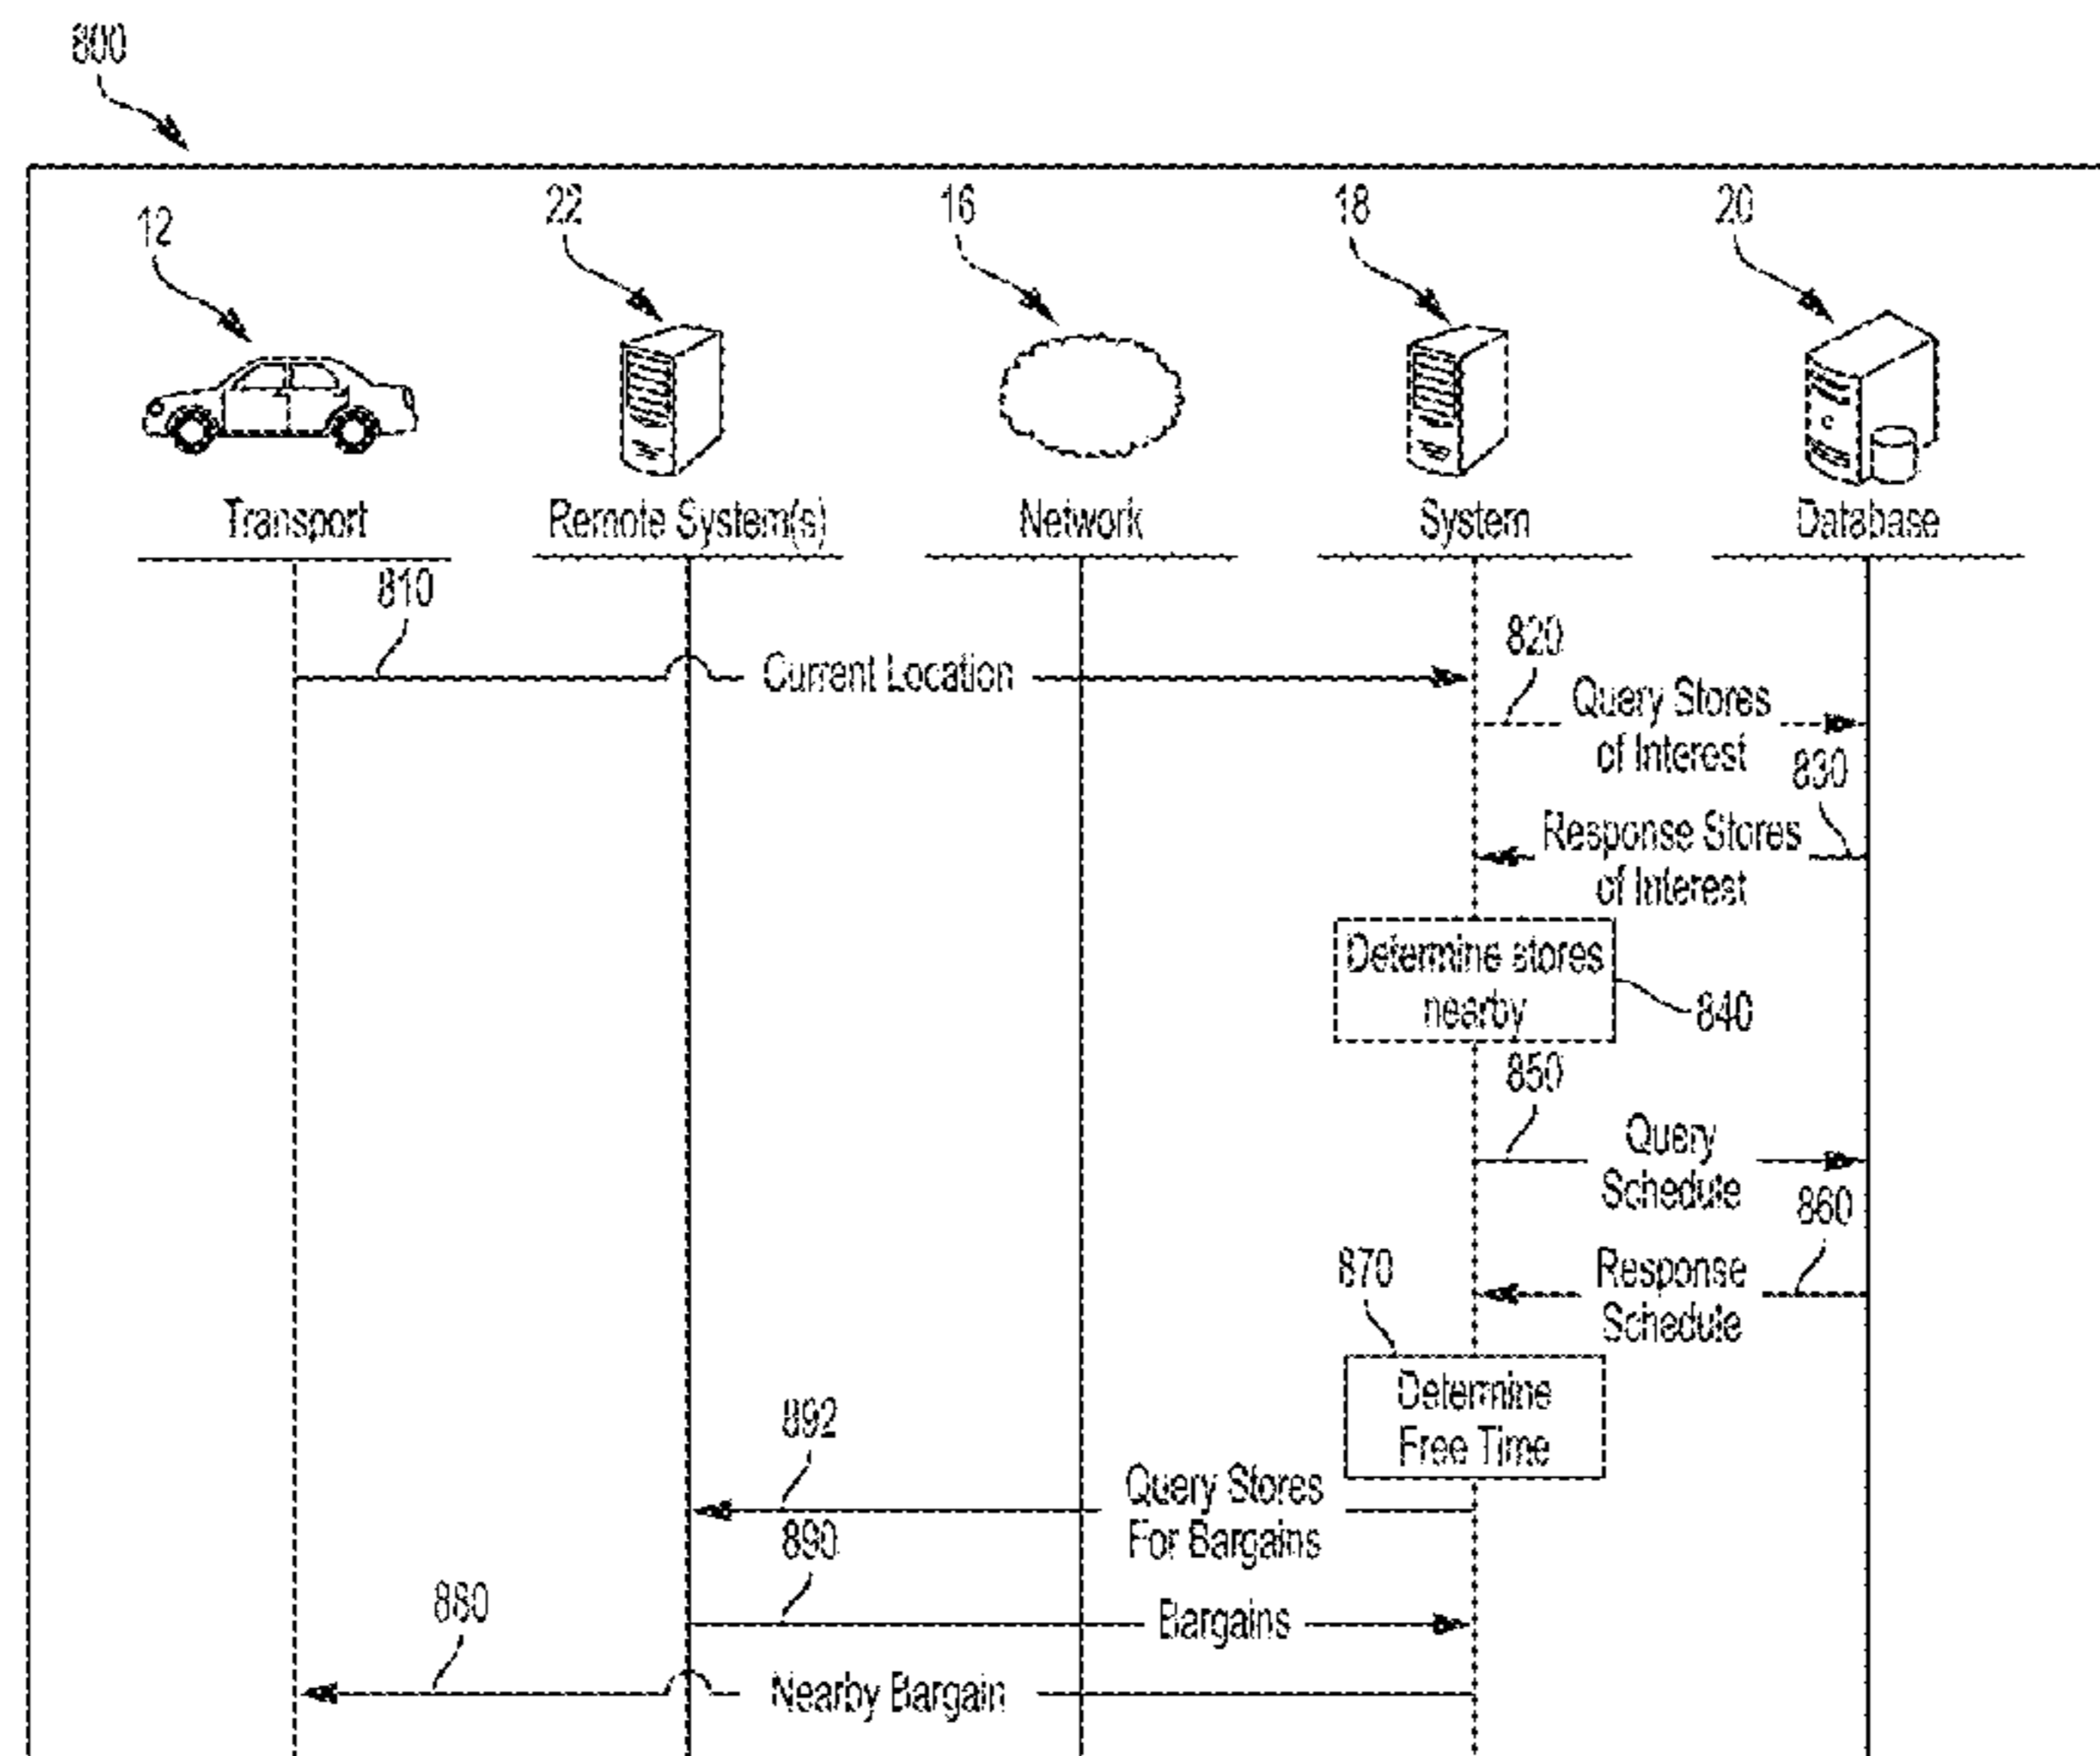 800
12
22
16
18
20
Transport
Remote System(s)
Network
System
Database
810
Current Location
820
Query Stores
of Interest
830
Response Stores
of Interest
Determine stores
nearby
840
850
Query
Schedule
860
Response
Schedule
870
Determine
Free Time
892
Query Stores
For Bargains
890
Bargains
880
Nearby Bargain